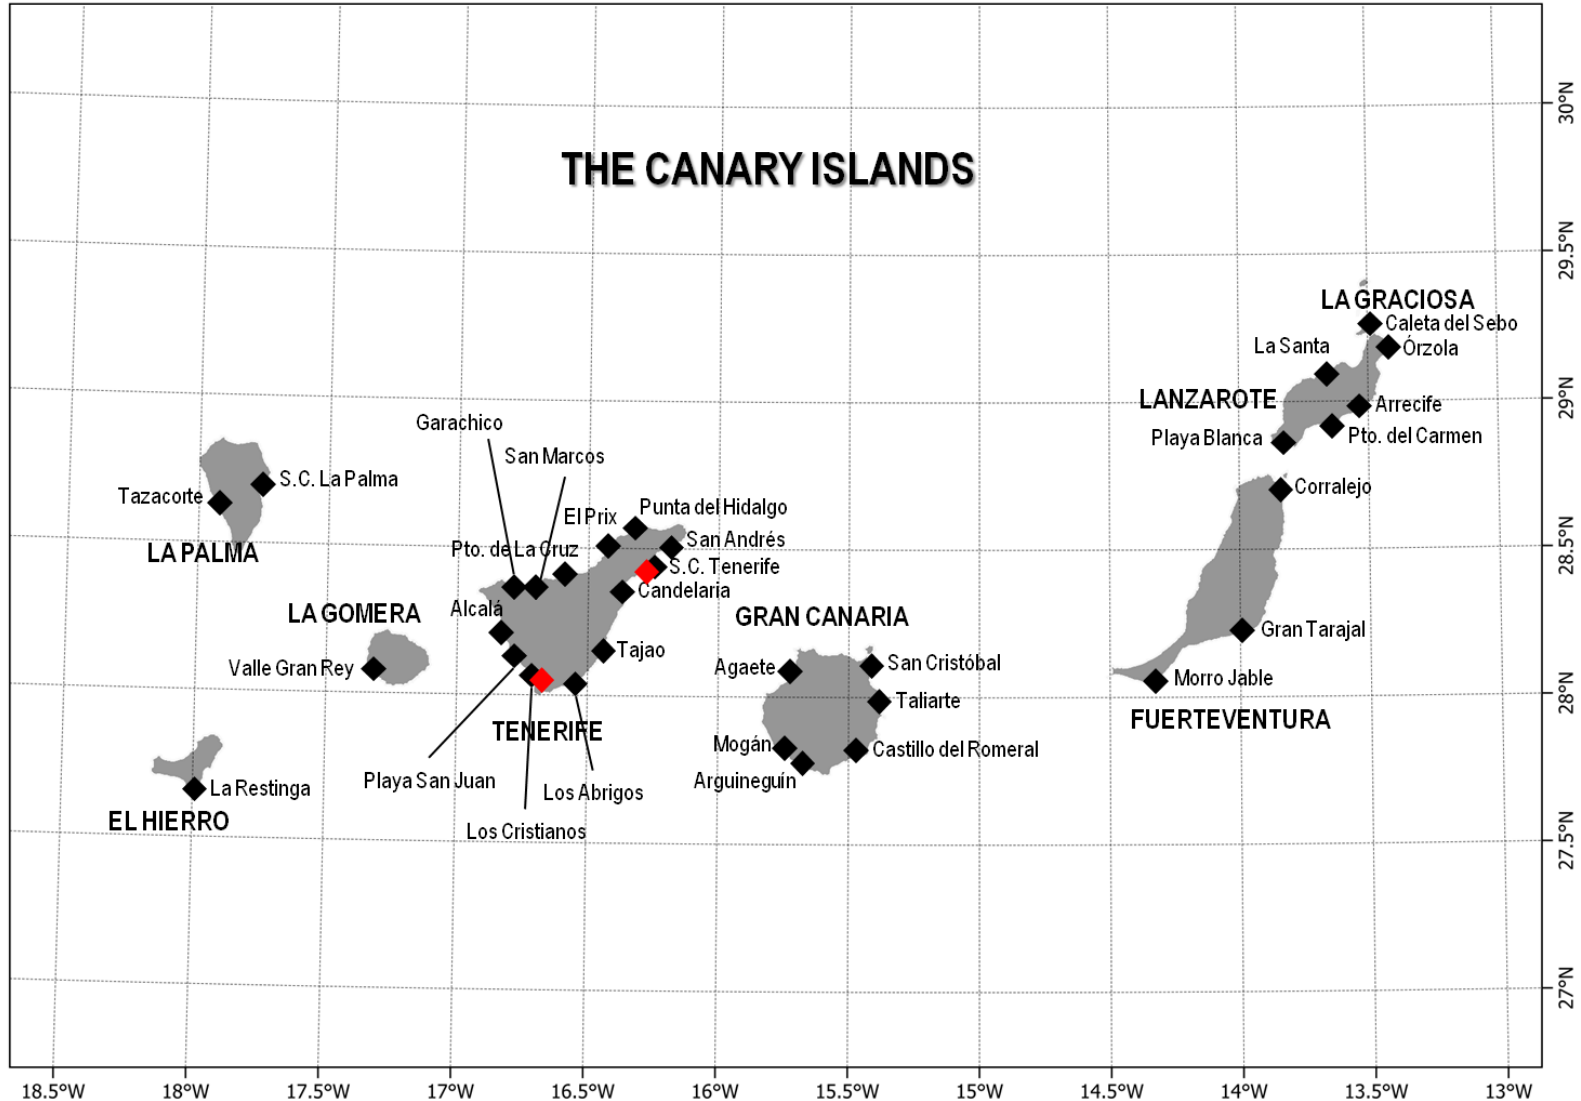 THE CANARY ISLANDS
30°N
29.5°N
29°N
28.5°N
28°N
27.5°N
27°N
LA GRACIOSA
Caleta del Sebo
La Santa
Órzola
LANZAROTE
Arrecife
Playa Blanca
Pto. del Carmen
Corralejo
Gran Tarajal
Morro Jable
FUERTEVENTURA
Garachico
San Marcos
El Prix
Punta del Hidalgo
San Andrés
Pto. de La Cruz
S.C. Tenerife
Candelaria
Alcalá
Tajao
TENERIFE
Playa San Juan
Los Abrigos
Los Cristianos
S.C. La Palma
Tazacorte
LA PALMA
LA GOMERA
Valle Gran Rey
La Restinga
EL HIERRO
GRAN CANARIA
Agaete
San Cristóbal
Taliarte
Mogán
Castillo del Romeral
Arguineguín
18.5°W
18°W
17.5°W
17°W
16.5°W
16°W
15.5°W
15°W
14.5°W
14°W
13.5°W
13°W